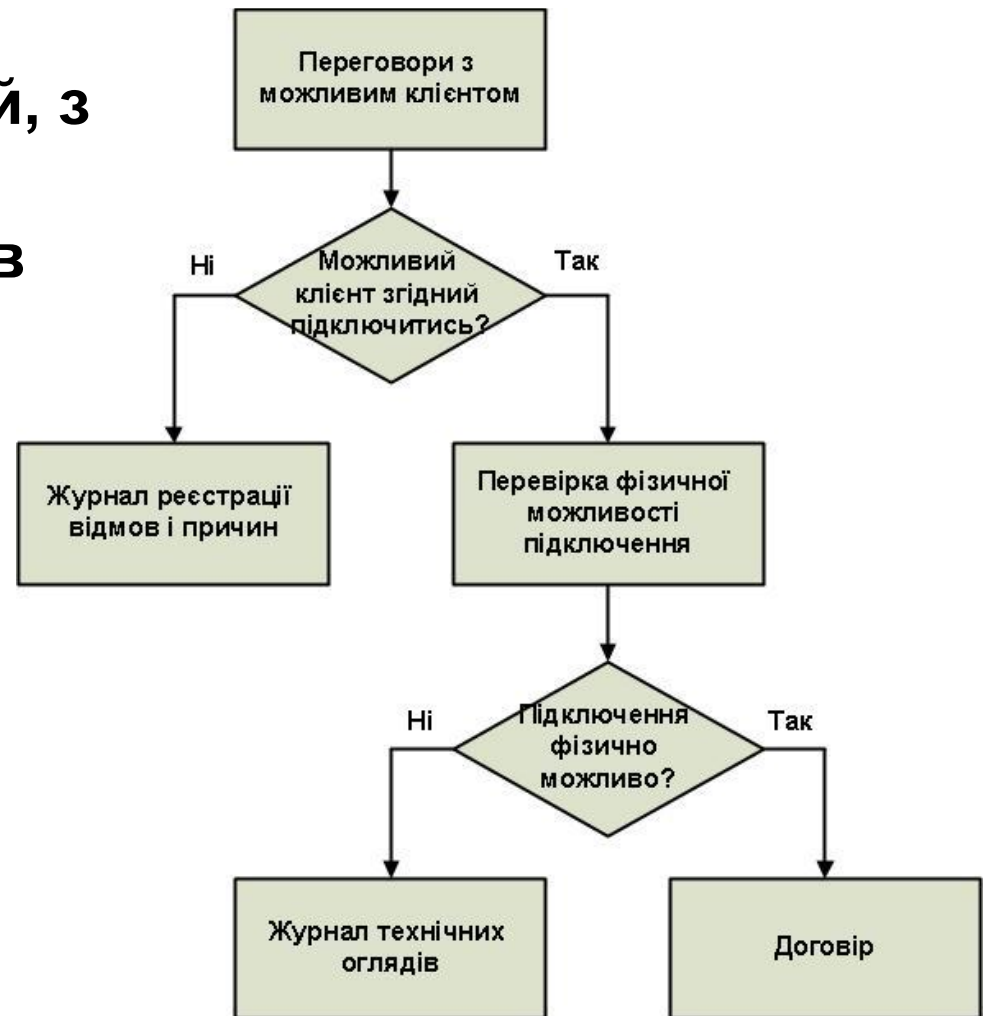 й, з
в
Переговори з
можливим клієнтом
Ні
Можливий
клієнт згідний
підключитись?
Так
Журнал реєстрації
відмов і причин
Перевірка фізичної
можливості
підключення
Ні
Підключення
фізично
можливо?
Так
Журнал технічних
оглядів
Договір